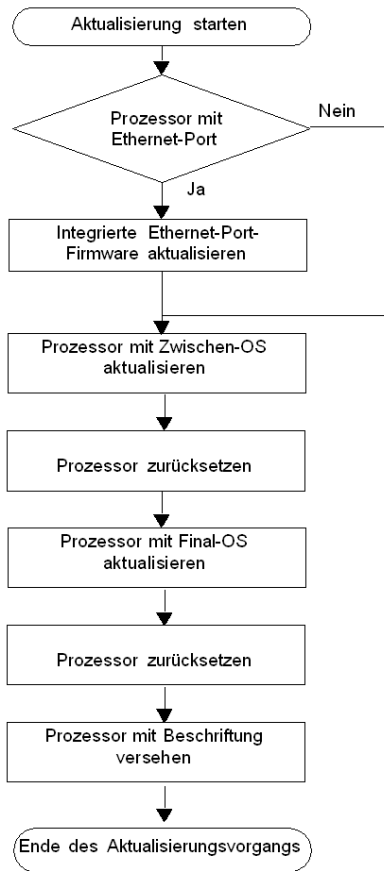 Aktualisierung starten
Prozessor mit
Ethernet-Port
Nein
Ja
Integrierte Ethernet-Port-
Firmware aktualisieren
Prozessor mit Zwischen-OS
aktualisieren
Prozessor zurücksetzen
Prozessor mit Final-OS
aktualisieren
Prozessor zurücksetzen
Prozessor mit Beschriftung
versehen
Ende des Aktualisierungsvorgangs